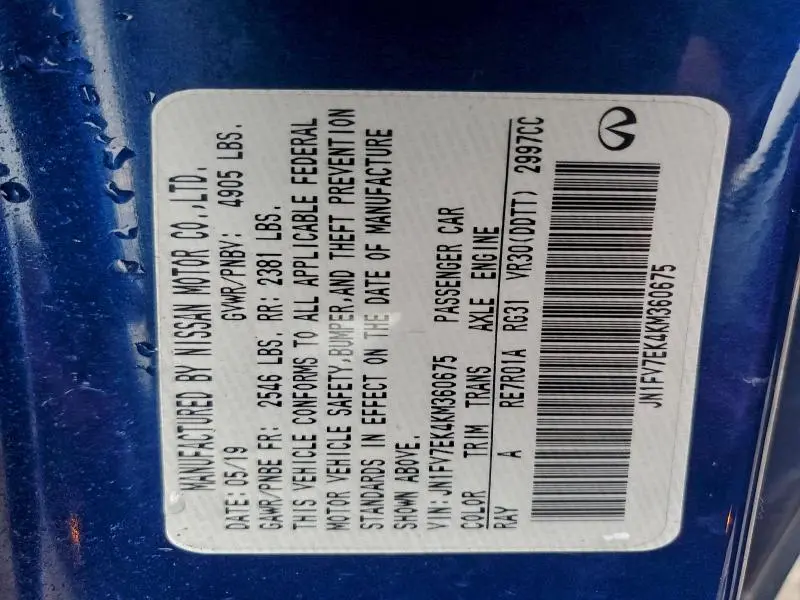 MANUFACTURED BY NISSAN MOTOR CO.,LTD.
DATE: 05/19 GVWR/PNBV: 4905 LBS.
GAWR/PNBE FR: 2546 LBS. RR: 2381 LBS.
THIS VEHICLE CONFORMS TO ALL APPLICABLE FEDERAL
MOTOR VEHICLE SAFETY,BUMPER,AND THEFT PREVENTION
STANDARDS IN EFFECT ON THE DATE OF MANUFACTURE
SHOWN ABOVE.
VIN:JN1FV7EK4KM360675 PASSENGER CAR
COLOR TRIM TRANS AXLE ENGINE
RAY A RE7R01A RG31 VR30(DDTT) 2997CC
JN1FV7EK4KM360675